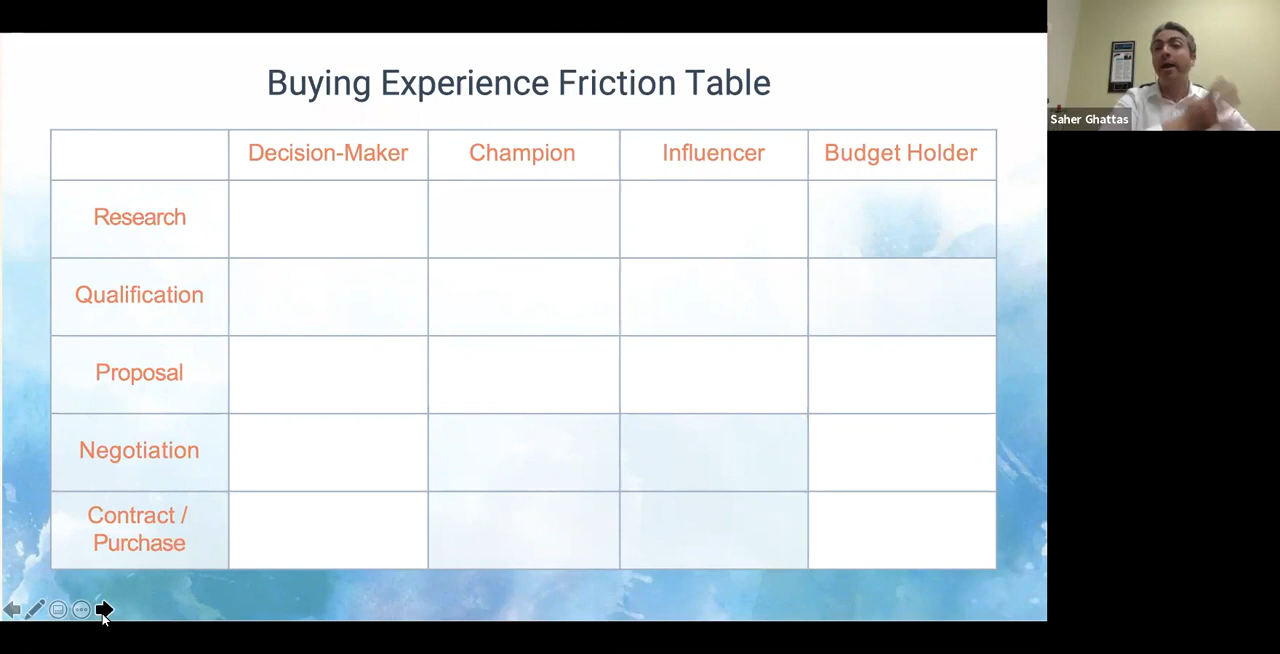 Buying Experience Friction Table
Decision-Maker Champion Influencer Budget Holder
Research
Qualification
Proposal
Negotiation
Contract /
Purchase
Saher Ghattas